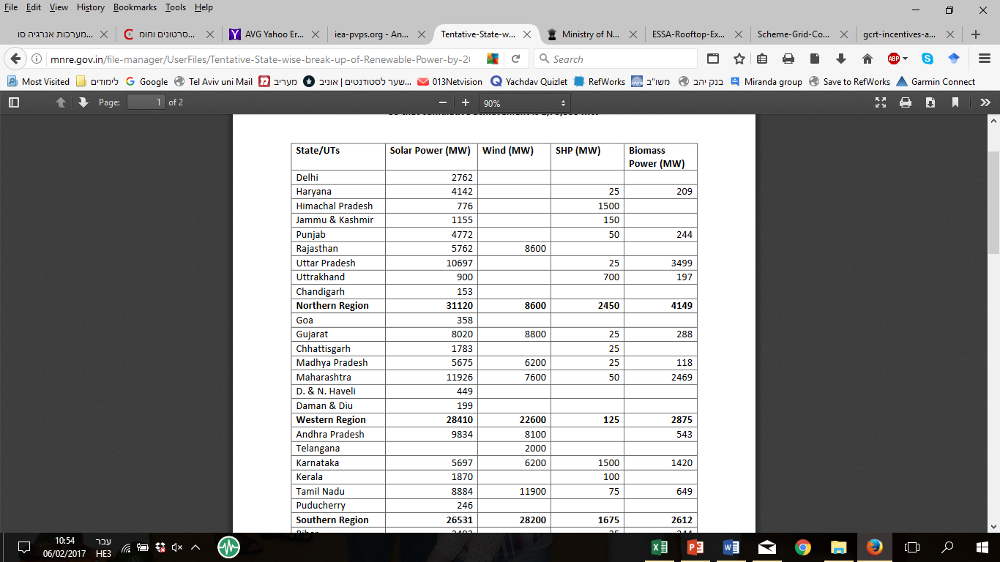 File Edit View History Bookmarks Tools Help
מערכות אנרגיה סו...
סרטונים וחומ...
AVG Yahoo Er...
iea-pvps.org - An...
Tentative-State-w...
Ministry of N...
ESSA-Rooftop-Ex...
Scheme-Grid-Co...
gcrt-incentives-a...
mnre.gov.in/file-manager/UserFiles/Tentative-State-wise-break-up-of-Renewable-Power-by-2
Search
ABP
Most Visited לימודים Google Tel Aviv uni Mail מעריב שער לסטודנטים | אוניב... 013Netvision Yachdav Quizlet RefWorks משו"ב בנק יהב Miranda group Save to RefWorks Garmin Connect
Page: 1 of 2 90%
State/UTs Solar Power (MW) Wind (MW) SHP (MW) Biomass Power (MW)
Delhi 2762
Haryana 4142 25 209
Himachal Pradesh 776 1500
Jammu & Kashmir 1155 150
Punjab 4772 50 244
Rajasthan 5762 8600
Uttar Pradesh 10697 25 3499
Uttrakhand 900 700 197
Chandigarh 153
Northern Region 31120 8600 2450 4149
Goa 358
Gujarat 8020 8800 25 288
Chhattisgarh 1783 25
Madhya Pradesh 5675 6200 25 118
Maharashtra 11926 7600 50 2469
D. & N. Haveli 449
Daman & Diu 199
Western Region 28410 22600 125 2875
Andhra Pradesh 9834 8100 543
Telangana 2000
Karnataka 5697 6200 1500 1420
Kerala 1870 100
Tamil Nadu 8884 11900 75 649
Puducherry 246
Southern Region 26531 28200 1675 2612
10:54 עבר
06/02/2017 HE3